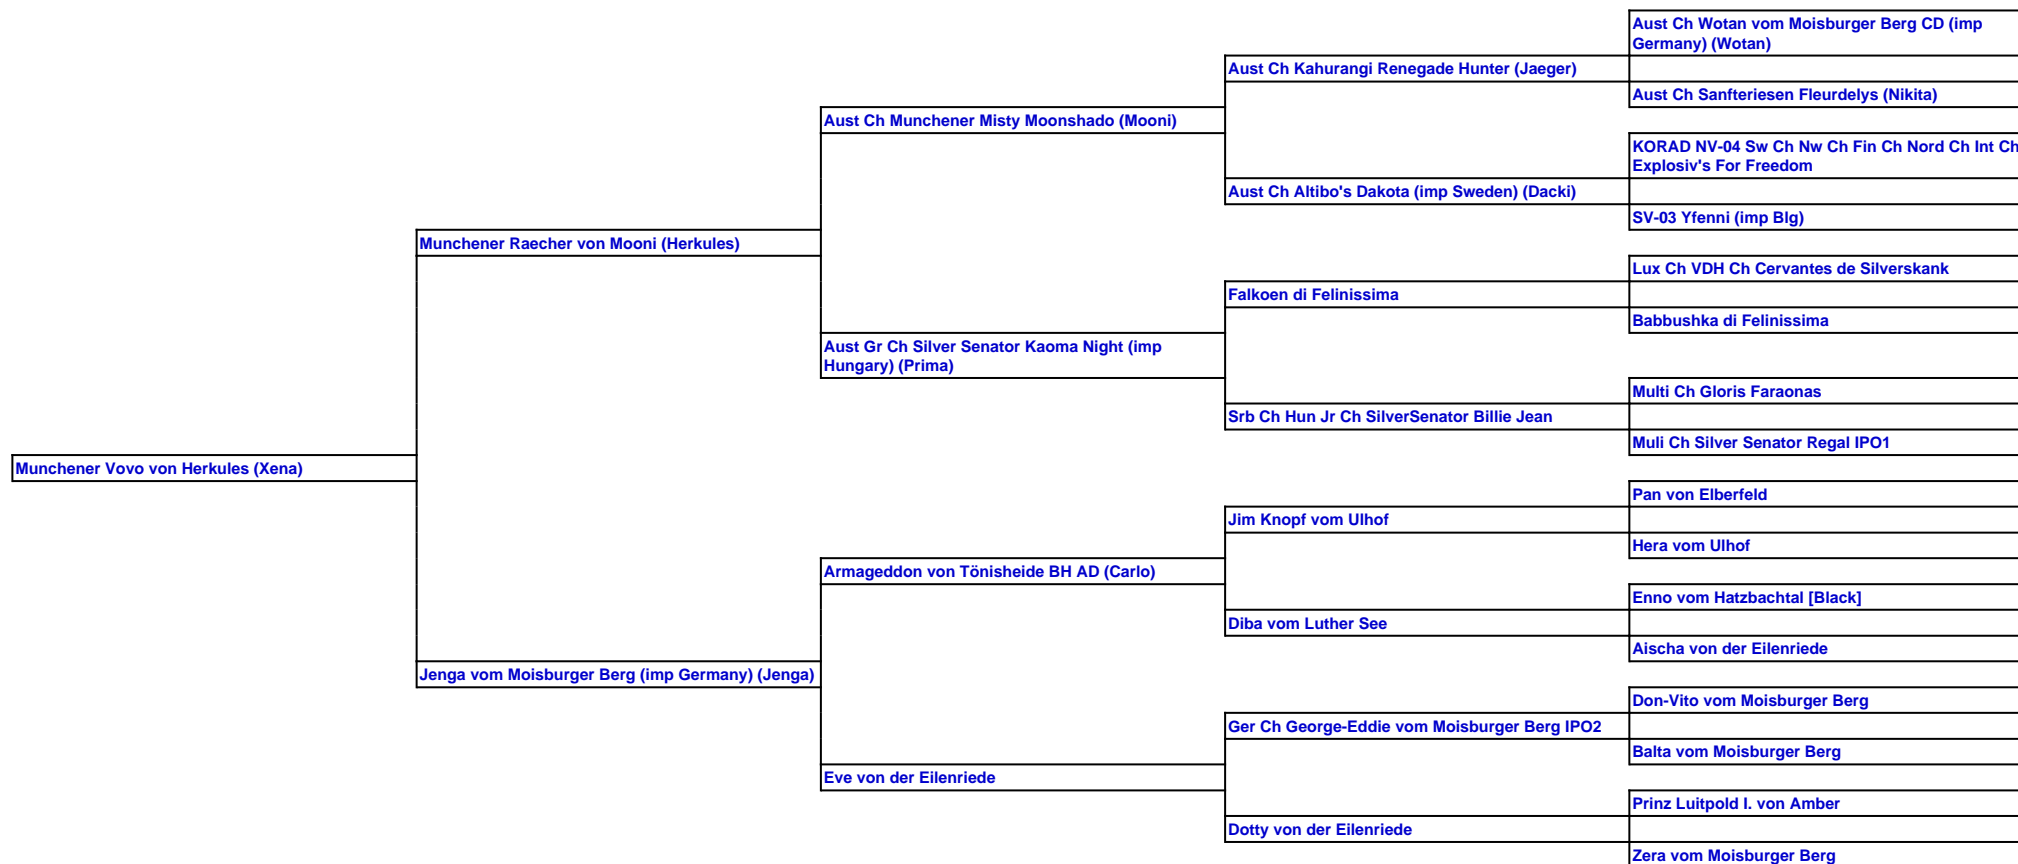 Aust Ch Wotan vom Moisburger Berg CD (imp
Germany) (Wotan)
Aust Ch Kahurangi Renegade Hunter (Jaeger)
Aust Ch Sanfteriesen Fleurdelys (Nikita)
Aust Ch Munchener Misty Moonshado (Mooni)
KORAD NV-04 Sw Ch Nw Ch Fin Ch Nord Ch Int Ch
Explosiv's For Freedom
Aust Ch Altibo's Dakota (imp Sweden) (Dacki)
SV-03 Yfenni (imp Blg)
Munchener Raecher von Mooni (Herkules)
Lux Ch VDH Ch Cervantes de Silverskank
Falkoen di Felinissima
Babbushka di Felinissima
Aust Gr Ch Silver Senator Kaoma Night (imp
Hungary) (Prima)
Multi Ch Gloris Faraonas
Srb Ch Hun Jr Ch SilverSenator Billie Jean
Muli Ch Silver Senator Regal IPO1
Munchener Vovo von Herkules (Xena)
Pan von Elberfeld
Jim Knopf vom Ulhof
Hera vom Ulhof
Armageddon von Tönisheide BH AD (Carlo)
Enno vom Hatzbachtal [Black]
Diba vom Luther See
Aischa von der Eilenriede
Jenga vom Moisburger Berg (imp Germany) (Jenga)
Don-Vito vom Moisburger Berg
Ger Ch George-Eddie vom Moisburger Berg IPO2
Balta vom Moisburger Berg
Eve von der Eilenriede
Prinz Luitpold I. von Amber
Dotty von der Eilenriede
Zera vom Moisburger Berg